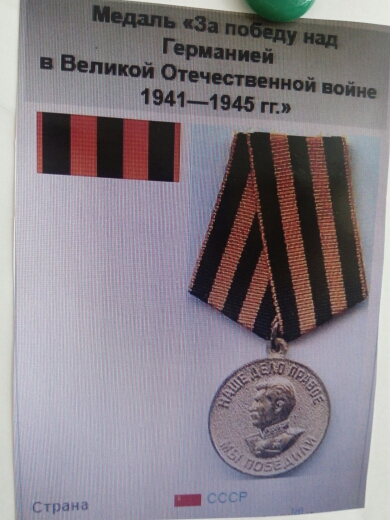 Медаль «За победу над
Германией
в Великой Отечественной войне
1941—1945 гг.»
НАШЕ ДЕЛО ПРАВОЕ
МЫ ПОБЕДИЛИ
Страна СССР